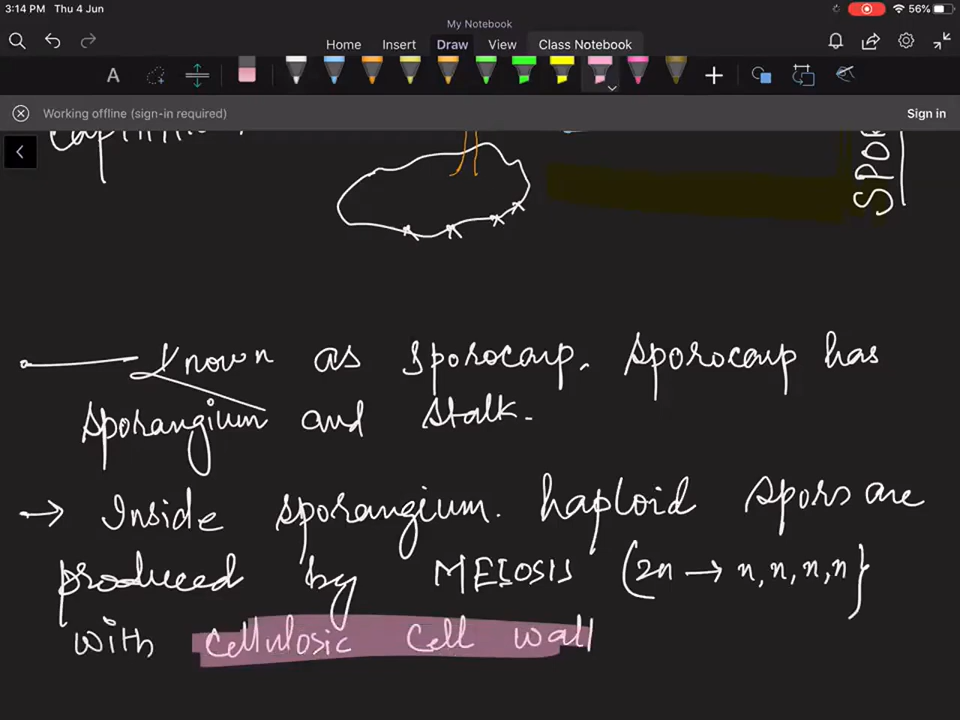 3:14 PM Thu 4 Jun
56%
My Notebook
Home Insert Draw View Class Notebook
A
Working offline (sign-in required) Sign in
SPOR
known as sporocarp. Sporocarp has
sporangium and stalk.
→ Inside sporangium. haploid spors are
produced by MEIOSIS (2n → n, n, n, n}
with cellulosic cell wall